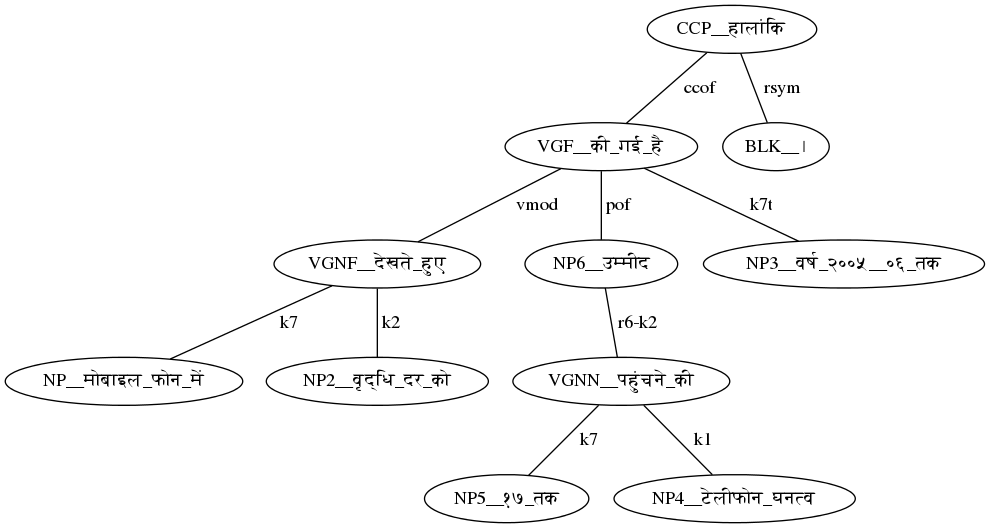 CCP__हालांकि
ccof
rsym
VGF__की_गई_है
BLK__।
vmod
pof
k7t
VGNF__देखते_हुए
NP6__उम्मीद
NP3__वर्ष_२००५__०६_तक
k7
k2
r6-k2
NP__मोबाइल_फोन_में
NP2__वृद्धि_दर_को
VGNN__पहुंचने_की
k7
k1
NP5__१७_तक
NP4__टेलीफोन_घनत्व